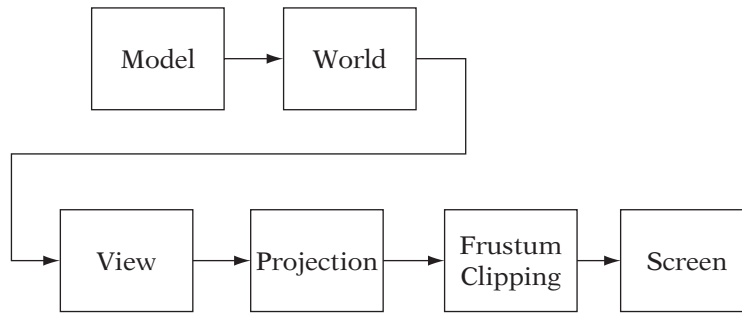 Model
World
View
Projection
Frustum
Clipping
Screen